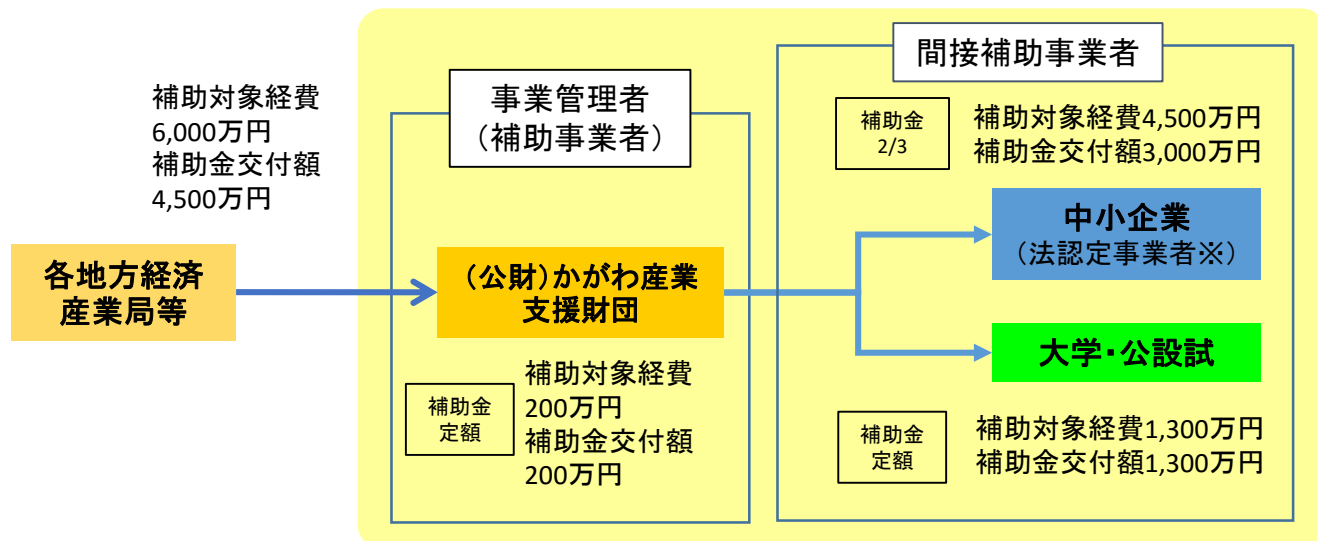 補助対象経費
6,000万円
補助金交付額
4,500万円
各地方経済
産業局等
事業管理者
（補助事業者）
（公財）かがわ産業
支援財団
補助金
定額
補助対象経費
200万円
補助金交付額
200万円
間接補助事業者
補助金
2/3
補助対象経費4,500万円
補助金交付額3,000万円
中小企業
（法認定事業者※）
大学・公設試
補助金
定額
補助対象経費1,300万円
補助金交付額1,300万円